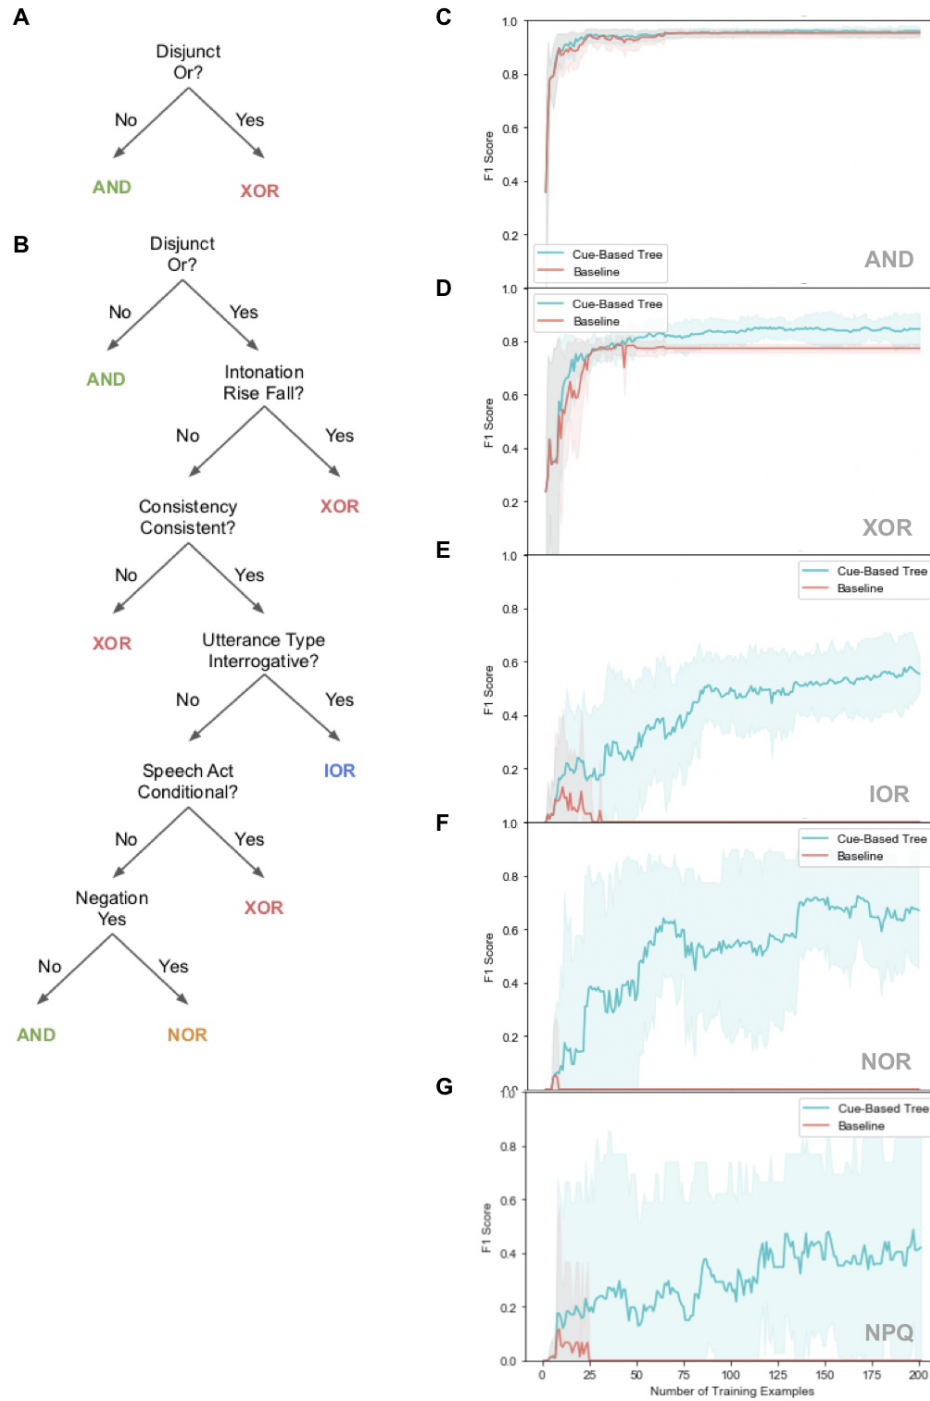 A
Disjunct
Or?
No
Yes
AND
XOR
B
Disjunct
Or?
No
Yes
AND
Intonation
Rise Fall?
No
Yes
Consistency
Consistent?
XOR
No
Yes
XOR
Utterance Type
Interrogative?
No
Yes
Speech Act
Conditional?
IOR
No
Yes
Negation
Yes
XOR
No
Yes
AND
NOR
C
1.0
0.8
0.6
0.4
0.2
F1 Score
Cue-Based Tree
Baseline
AND
D
1.0
0.8
0.6
0.4
0.2
F1 Score
Cue-Based Tree
Baseline
XOR
E
1.0
0.8
0.6
0.4
0.2
F1 Score
Cue-Based Tree
Baseline
IOR
F
1.0
0.8
0.6
0.4
0.2
0.0
F1 Score
Cue-Based Tree
Baseline
NOR
G
1.0
0.8
0.6
0.4
0.2
0.0
F1 Score
Cue-Based Tree
Baseline
NPQ
0 25 50 75 100 125 150 175 200
Number of Training Examples